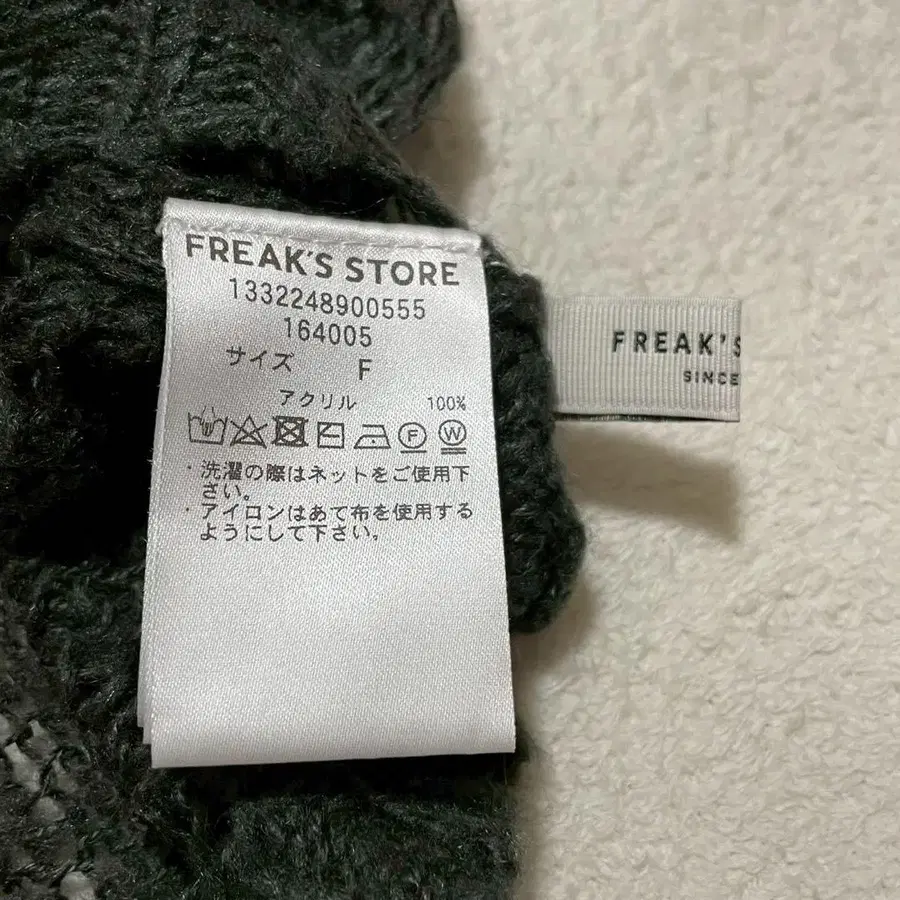 FREAK'S STORE
1332248900555
164005
サイズ F
アクリル 100%
F W
・洗濯の際はネットをご使用下
さい。
・アイロンはあて布を使用する
ようにして下さい。
FREAK'S
SINCE